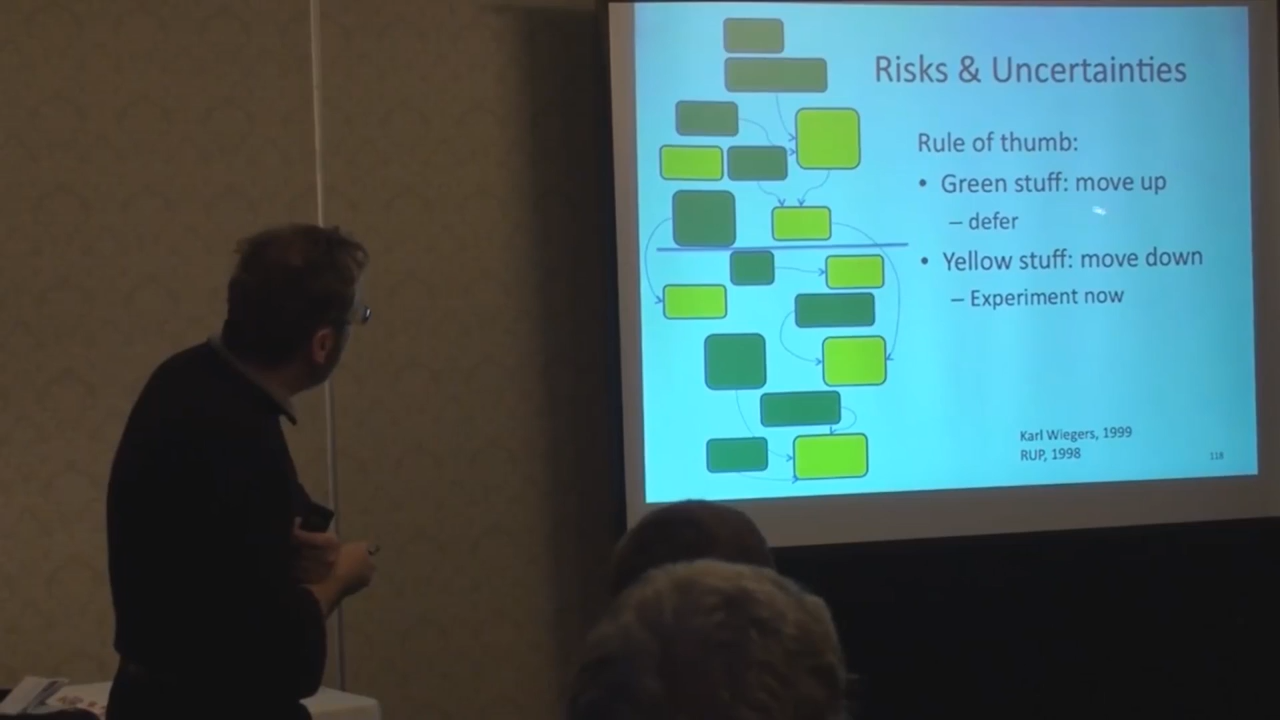 Risks & Uncertainties
Rule of thumb:
• Green stuff: move up
– defer
• Yellow stuff: move down
– Experiment now
Karl Wiegers, 1999
RUP, 1998
118